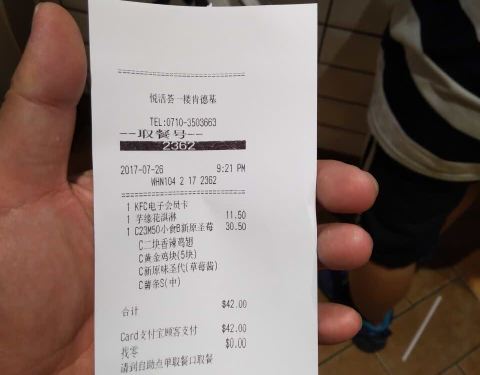 悦活荟一楼肯德基
TEL:0710-3503663
--取餐号--
2362
2017-07-26 9:21 PM
WHN104 2 17 2362
1 KFC电子会员卡
1 芋缘花淇淋 11.50
1 C23M50小食B新原圣莓 30.50
C二块香辣鸡翅
C黄金鸡块(5块)
C新原味圣代(草莓酱)
C薯条S(中)
合计 $42.00
Card支付宝顾客支付 $42.00
找零 $0.00
请到自助点单取餐口取餐